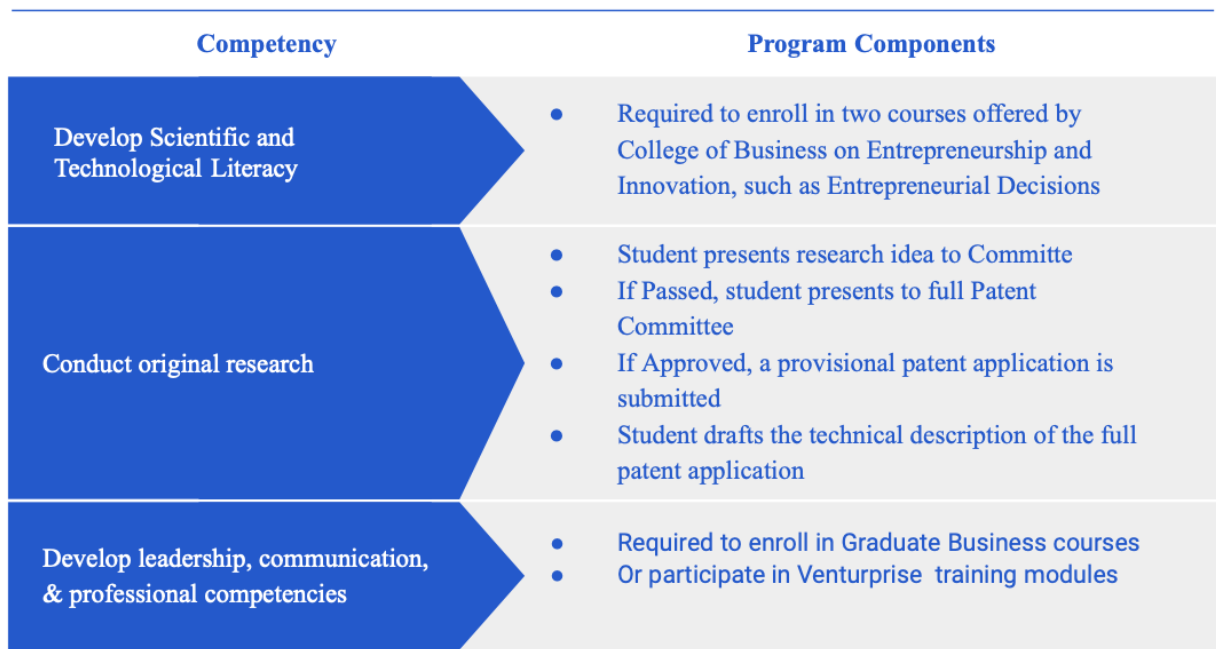 Competency
Program Components
Develop Scientific and
Technological Literacy
• Required to enroll in two courses offered by
College of Business on Entrepreneurship and
Innovation, such as Entrepreneurial Decisions
Conduct original research
• Student presents research idea to Committe
• If Passed, student presents to full Patent
Committee
• If Approved, a provisional patent application is
submitted
• Student drafts the technical description of the full
patent application
Develop leadership, communication,
& professional competencies
• Required to enroll in Graduate Business courses
• Or participate in Venturprise training modules